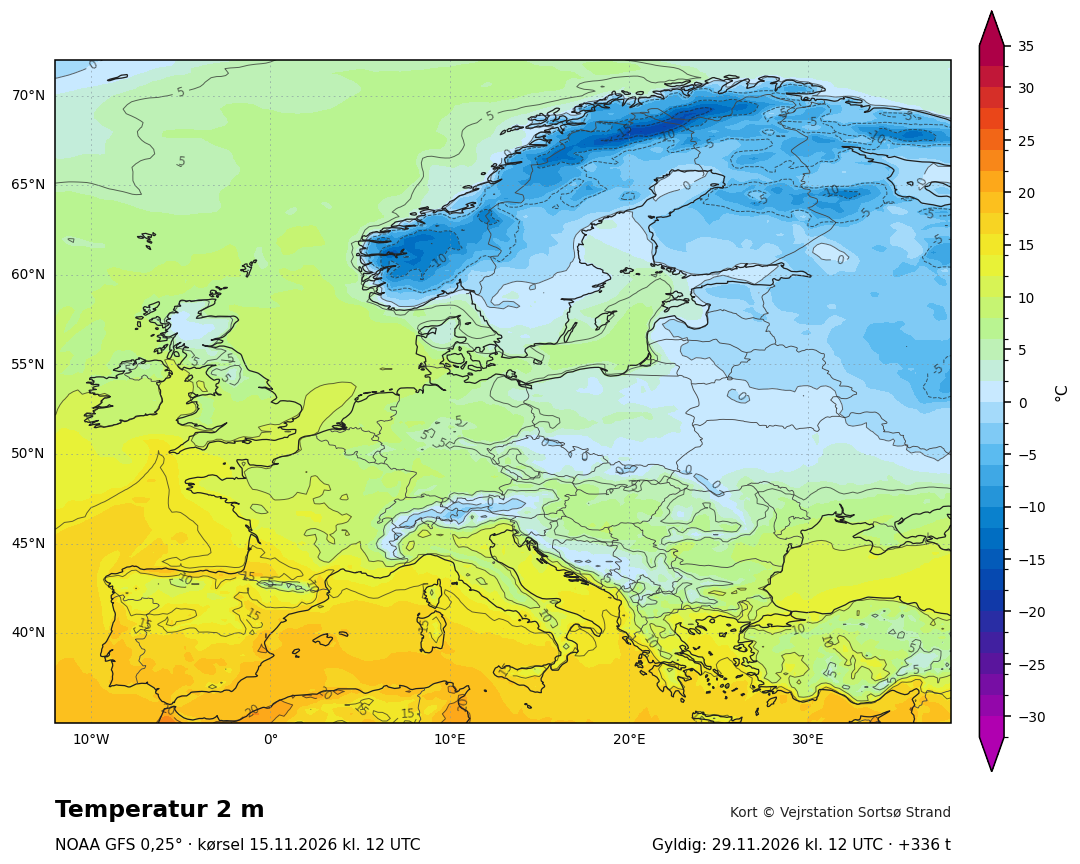 70°N
65°N
60°N
55°N
50°N
45°N
40°N
10°W
0°
10°E
20°E
30°E
35
30
25
20
15
10
5
0
−5
−10
−15
−20
−25
−30
°C
Temperatur 2 m
Kort © Vejrstation Sortsø Strand
NOAA GFS 0,25° · kørsel 15.11.2026 kl. 12 UTC
Gyldig: 29.11.2026 kl. 12 UTC · +336 t